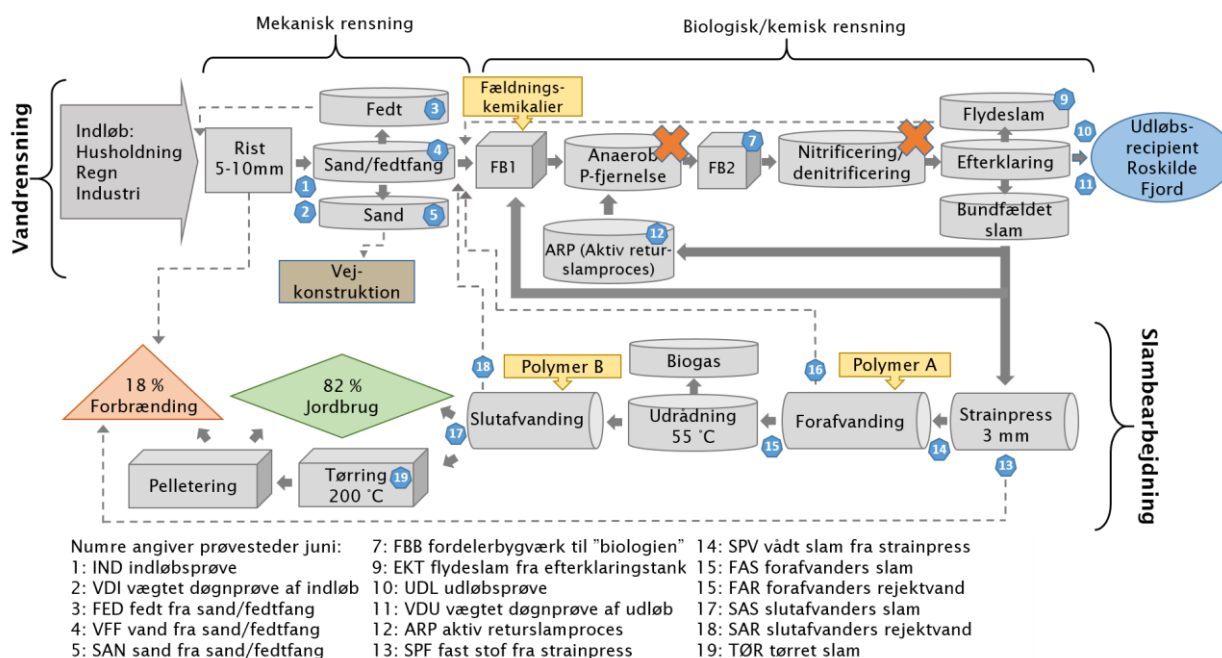 Mekanisk rensning
Biologisk/kemisk rensning
Vandrensning
Indløb:
Husholdning
Regn
Industri
Rist
5-10mm
1
2
Fedt
3
Sand/fedtfang
4
Sand
5
Vej-
konstruktion
Fældnings-
kemikalier
FB1
Anaerob
P-fjernelse
FB2
7
Nitrificering/
denitrificering
Flydeslam
9
Efterklaring
Bundfældet
slam
10
11
Udløbs-
recipient
Roskilde
Fjord
12
ARP (Aktiv retur-
slamproces)
Slambearbejdning
18 %
Forbrænding
82 %
Jordbrug
Pelletering
Tørring
200 °C
19
17
18
Slutafvanding
Polymer B
Biogas
Udrådning
55 °C
15
16
Forafvanding
Polymer A
14
Strainpress
3 mm
13
Numre angiver prøvesteder juni:
1: IND indløbsprøve
2: VDI vægtet døgnprøve af indløb
3: FED fedt fra sand/fedtfang
4: VFF vand fra sand/fedtfang
5: SAN sand fra sand/fedtfang
7: FBB fordelerbygværk til ”biologien”
9: EKT flydeslam fra efterklaringstank
10: UDL udløbsprøve
11: VDU vægtet døgnprøve af udløb
12: ARP aktiv returslamproces
13: SPF fast stof fra strainpress
14: SPV vådt slam fra strainpress
15: FAS forafvanders slam
15: FAR forafvanders rejektvand
17: SAS slutafvanders slam
18: SAR slutafvanders rejektvand
19: TØR tørret slam